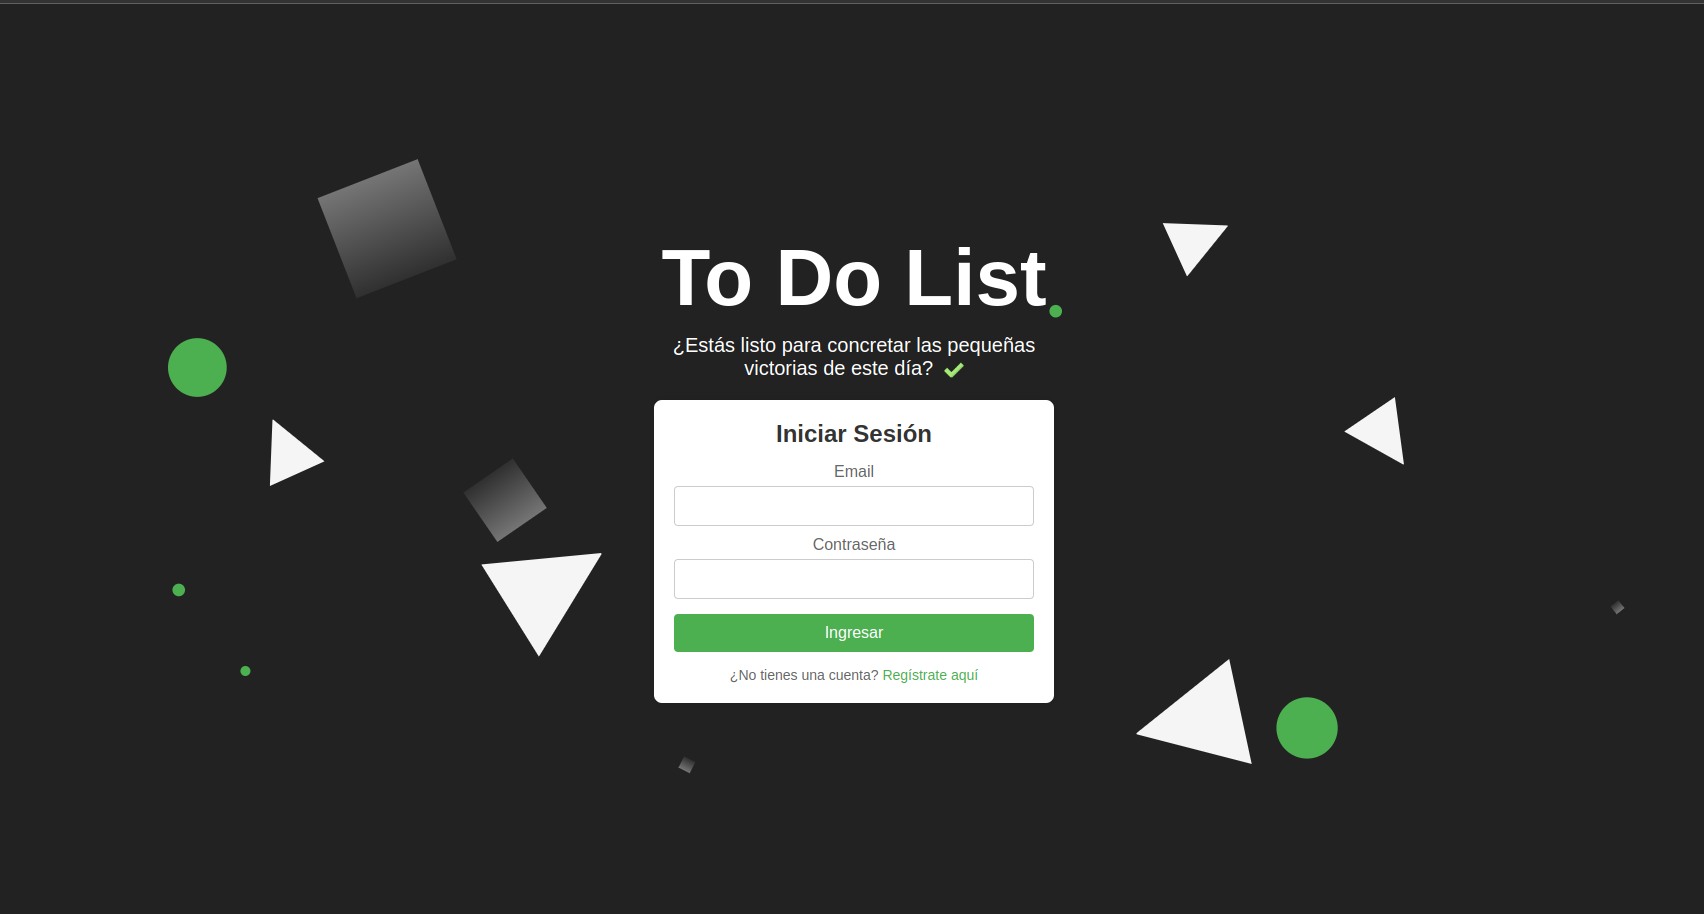 To Do List.
¿Estás listo para concretar las pequeñas
victorias de este día? ✔
Iniciar Sesión
Email
Contraseña
Ingresar
¿No tienes una cuenta? Regístrate aquí